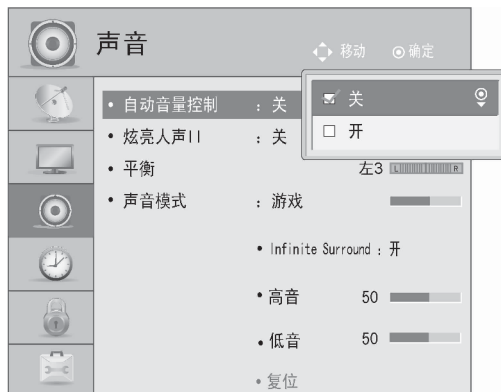 声音
移动 确定
• 自动音量控制 : 关
关
开
• 炫亮人声II : 关
• 平衡 左3 L R
• 声音模式 : 游戏
• Infinite Surround : 开
• 高音 50
• 低音 50
• 复位